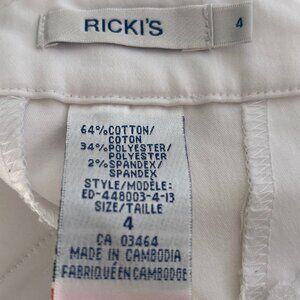 RICKI'S
4
64%COTTON/
COTON
34%POLYESTER/
POLYESTER
2%SPANDEX/
SPANDEX
STYLE/MODÈLE:
ED-448003-4-13
SIZE/TAILLE
4
CA 03464
MADE IN CAMBODIA
FABRIQUÉ EN CAMBODGE